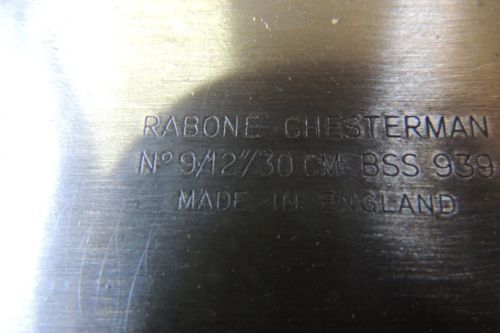 RABONE CHESTERMAN
Nº 9/12"/30 CM. BSS 939
MADE IN ENGLAND